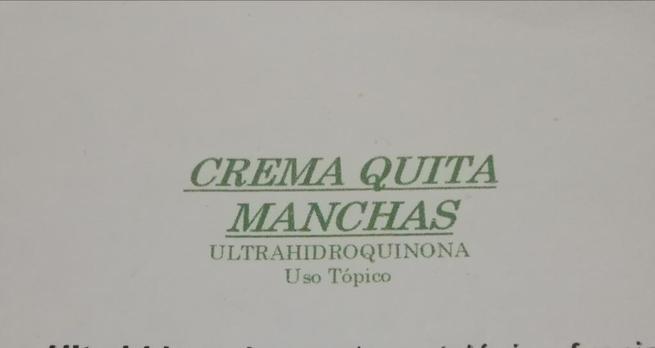 CREMA QUITA
MANCHAS
ULTRAHIDROQUINONA
Uso Tópico